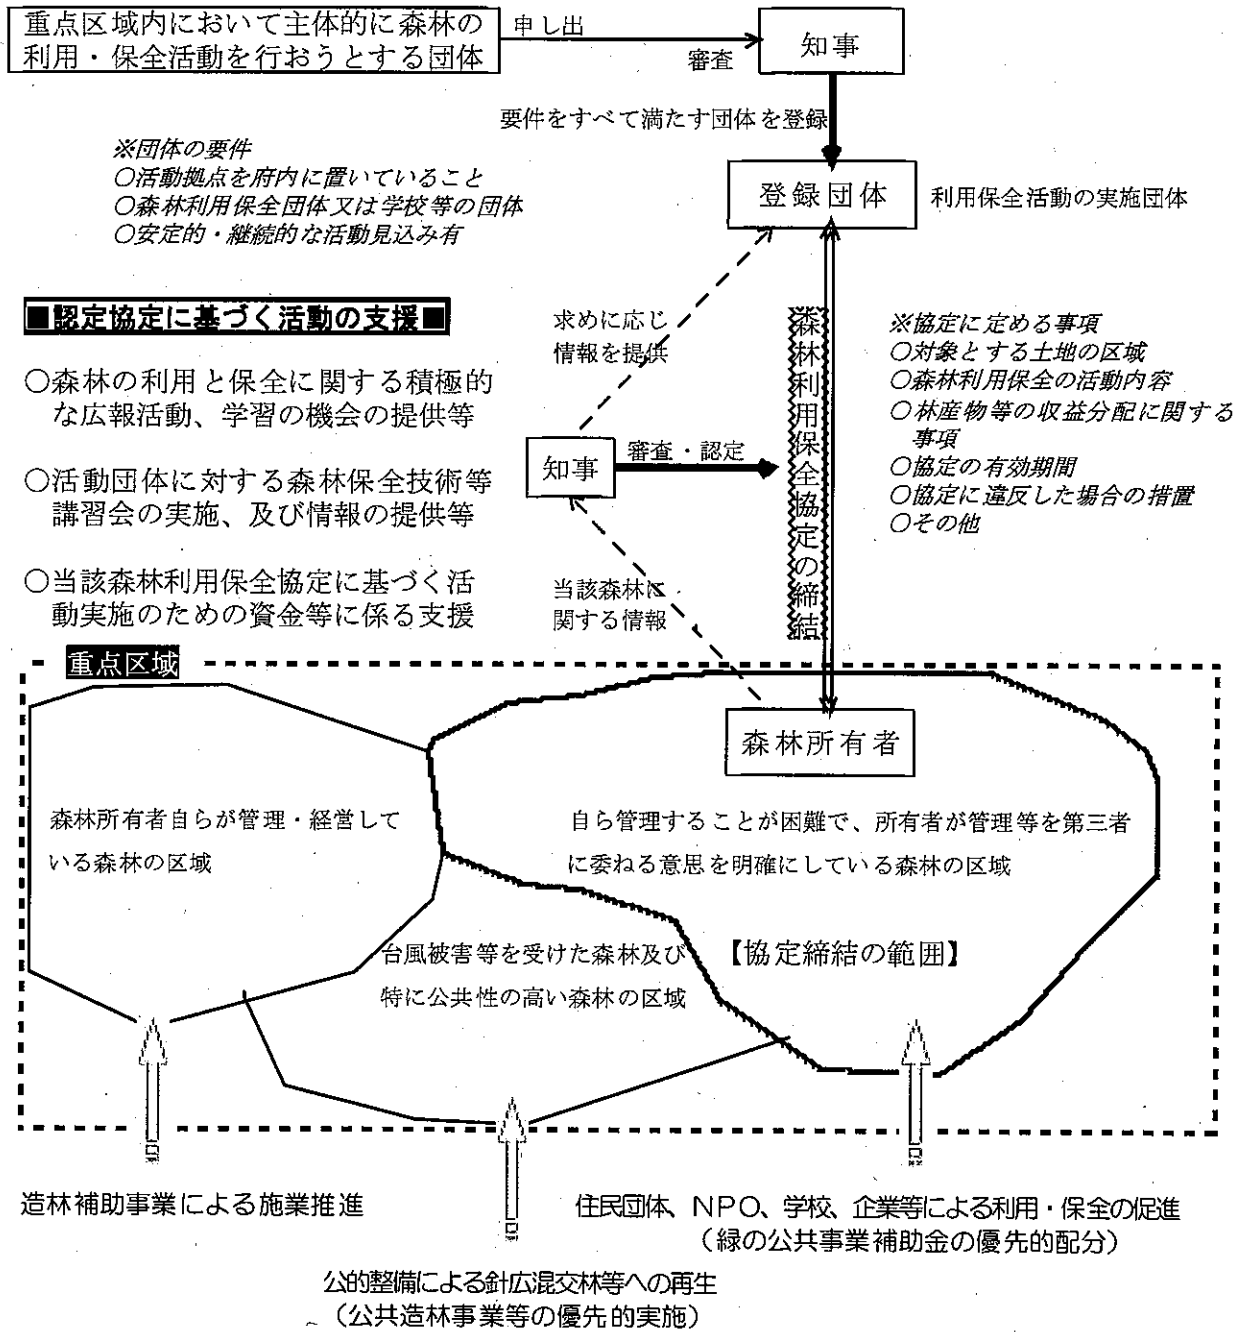 重点区域内において主体的に森林の
利用・保全活動を行おうとする団体
申し出
審査
知事
要件をすべて満たす団体を登録
※団体の要件
○活動拠点を府内に置いていること
○森林利用保全団体又は学校等の団体
○安定的・継続的な活動見込み有
登録団体
利用保全活動の実施団体
■認定協定に基づく活動の支援■
○森林の利用と保全に関する積極的
な広報活動、学習の機会の提供等
○活動団体に対する森林保全技術等
講習会の実施、及び情報の提供等
○当該森林利用保全協定に基づく活
動実施のための資金等に係る支援
求めに応じ
情報を提供
知事
審査・認定
当該森林に
関する情報
森林利用保全協定の締結
※協定に定める事項
○対象とする土地の区域
○森林利用保全の活動内容
○林産物等の収益分配に関する
事項
○協定の有効期間
○協定に違反した場合の措置
○その他
重点区域
森林所有者
森林所有者自らが管理・経営して
いる森林の区域
自ら管理することが困難で、所有者が管理等を第三者
に委ねる意思を明確にしている森林の区域
台風被害等を受けた森林及び
特に公共性の高い森林の区域
【協定締結の範囲】
造林補助事業による施業推進
住民団体、NPO、学校、企業等による利用・保全の促進
(緑の公共事業補助金の優先的配分)
公的整備による針広混交林等への再生
(公共造林事業等の優先的実施)